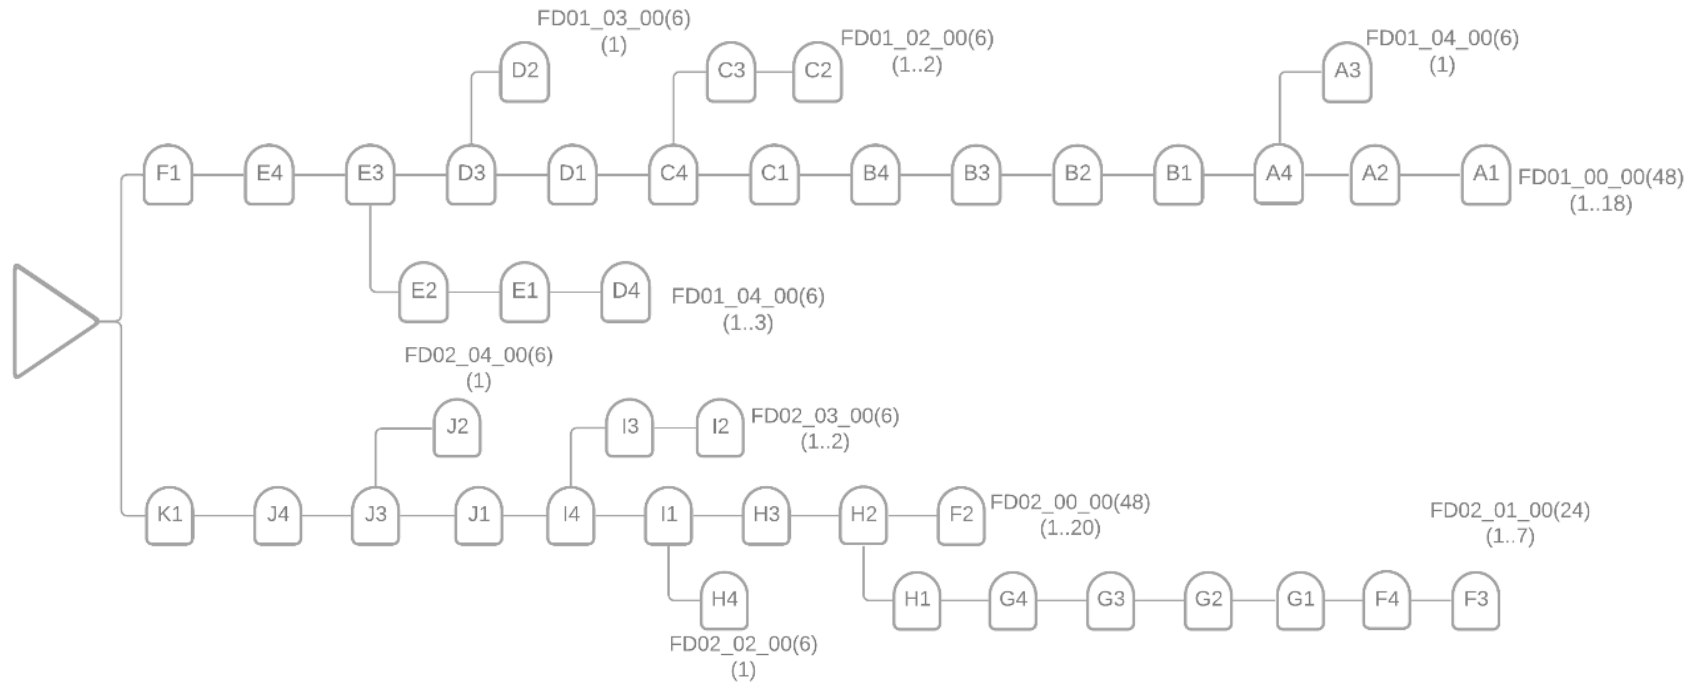 FD01_03_00(6)
(1)
D2
C3
C2
FD01_02_00(6)
(1..2)
A3
FD01_04_00(6)
(1)
F1
E4
E3
D3
D1
C4
C1
B4
B3
B2
B1
A4
A2
A1
FD01_00_00(48)
(1..18)
E2
E1
D4
FD01_04_00(6)
(1..3)
FD02_04_00(6)
(1)
J2
I3
I2
FD02_03_00(6)
(1..2)
K1
J4
J3
J1
I4
I1
H3
H2
F2
FD02_00_00(48)
(1..20)
FD02_01_00(24)
(1..7)
H4
FD02_02_00(6)
(1)
H1
G4
G3
G2
G1
F4
F3